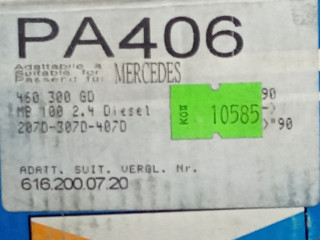 PA406
Adattabile a
Suitable for
Passend für
MERCEDES
460 300 GD 90
MB 100 2.4 Diesel ->
207D-307D-407D >"90
10585
ADATT. SUIT. VERGL. Nr.
616.200.07.20